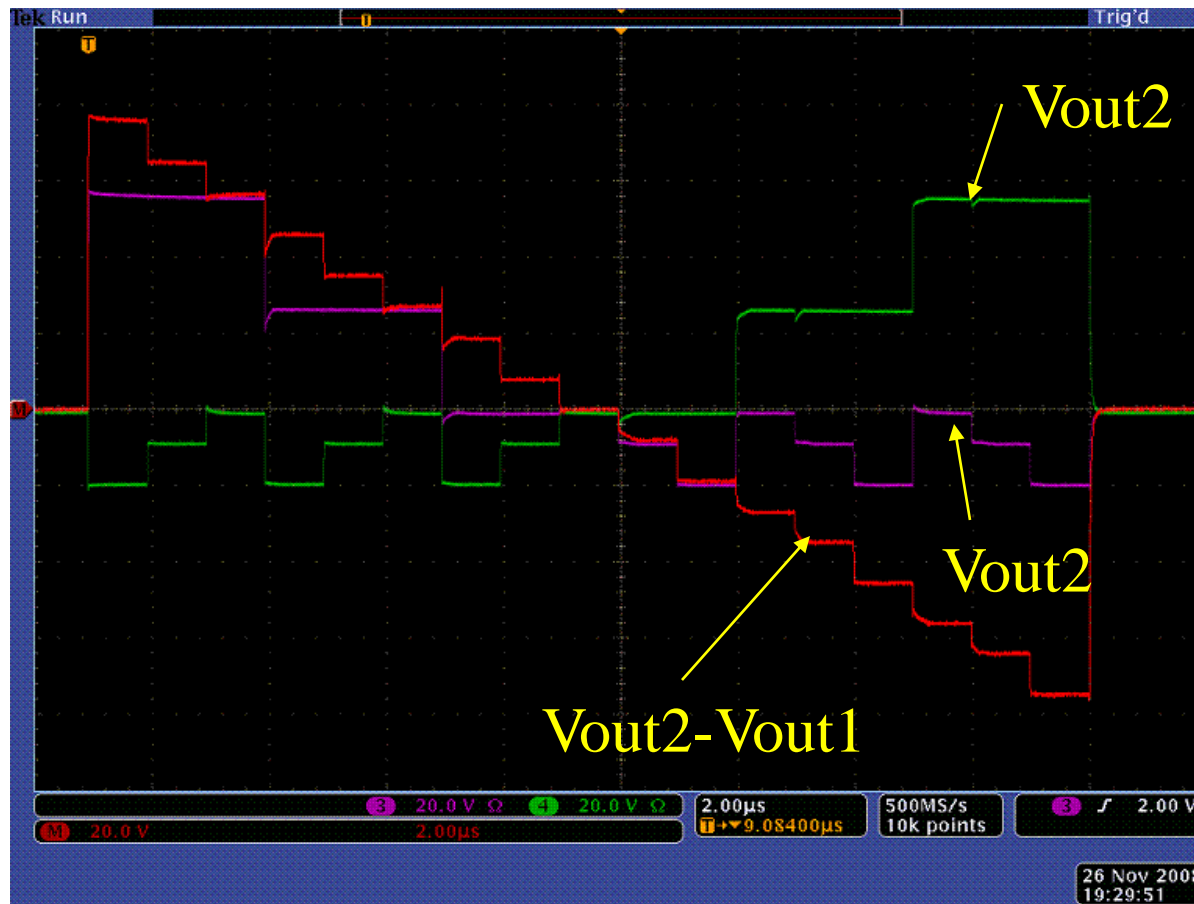 Tek Run
Trig'd
T
Vout2
M
Vout2
Vout2-Vout1
3 20.0 V Ω 4 20.0 V Ω
M 20.0 V 2.00µs
2.00µs
T→▼9.08400µs
500MS/s
10k points
3 ∫ 2.00 V
26 Nov 2008
19:29:51